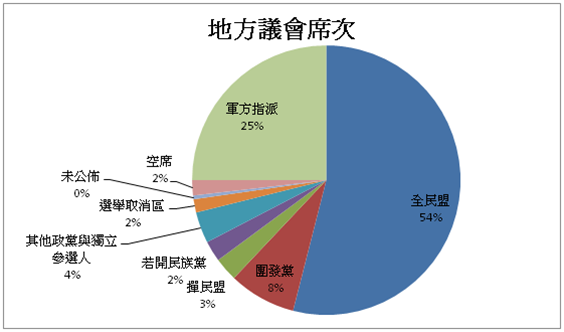 地方議會席次
全民盟
54%
團發黨
8%
撣民盟
3%
若開民族黨
2%
其他政黨與獨立
參選人
4%
選舉取消區
2%
未公佈
0%
空席
2%
軍方指派
25%